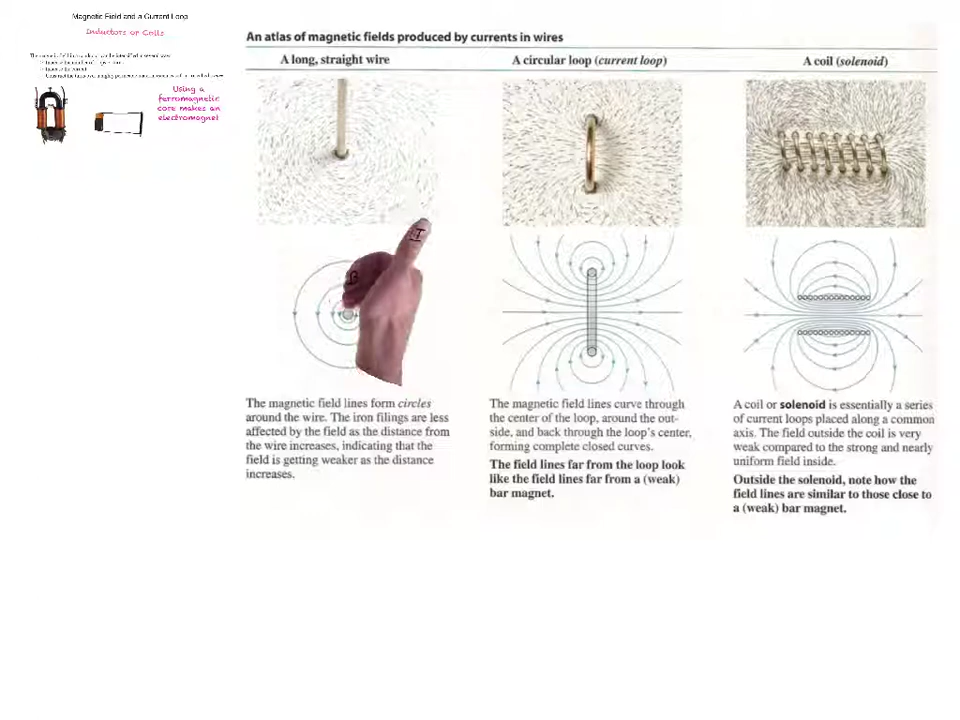 Magnetic Field and a Current Loop
Inductors or Coils
Using a
ferromagnetic
core makes an
electromagnet
An atlas of magnetic fields produced by currents in wires
A long, straight wire
A circular loop (current loop)
A coil (solenoid)
I
B
The magnetic field lines form circles
around the wire. The iron filings are less
affected by the field as the distance from
the wire increases, indicating that the
field is getting weaker as the distance
increases.
The magnetic field lines curve through
the center of the loop, around the out-
side, and back through the loop's center,
forming complete closed curves.
The field lines far from the loop look
like the field lines far from a (weak)
bar magnet.
A coil or solenoid is essentially a series
of current loops placed along a common
axis. The field outside the coil is very
weak compared to the strong and nearly
uniform field inside.
Outside the solenoid, note how the
field lines are similar to those close to
a (weak) bar magnet.